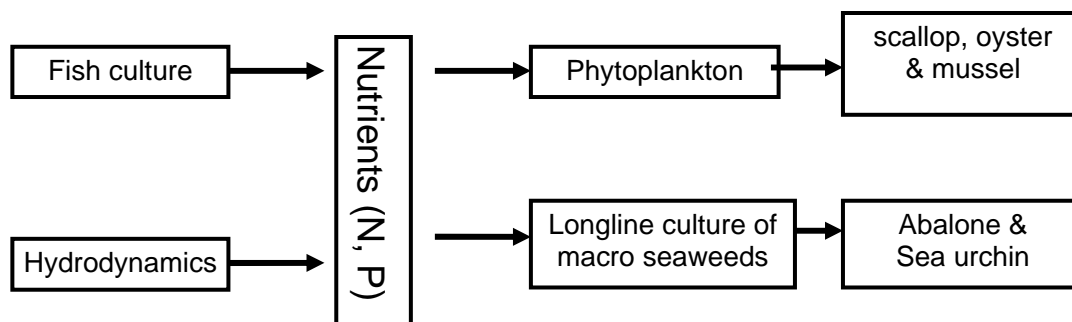 Fish culture
Hydrodynamics
Nutrients (N, P)
Phytoplankton
scallop, oyster
& mussel
Longline culture of
macro seaweeds
Abalone &
Sea urchin